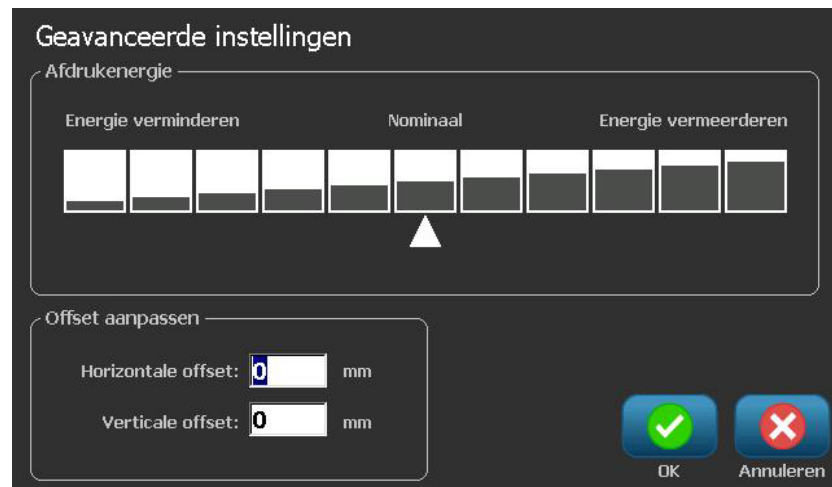 Geavanceerde instellingen
Afdrukenergie
Energie verminderen Nominaal Energie vermeerderen
Offset aanpassen
Horizontale offset: 0 mm
Verticale offset: 0 mm
OK Annuleren